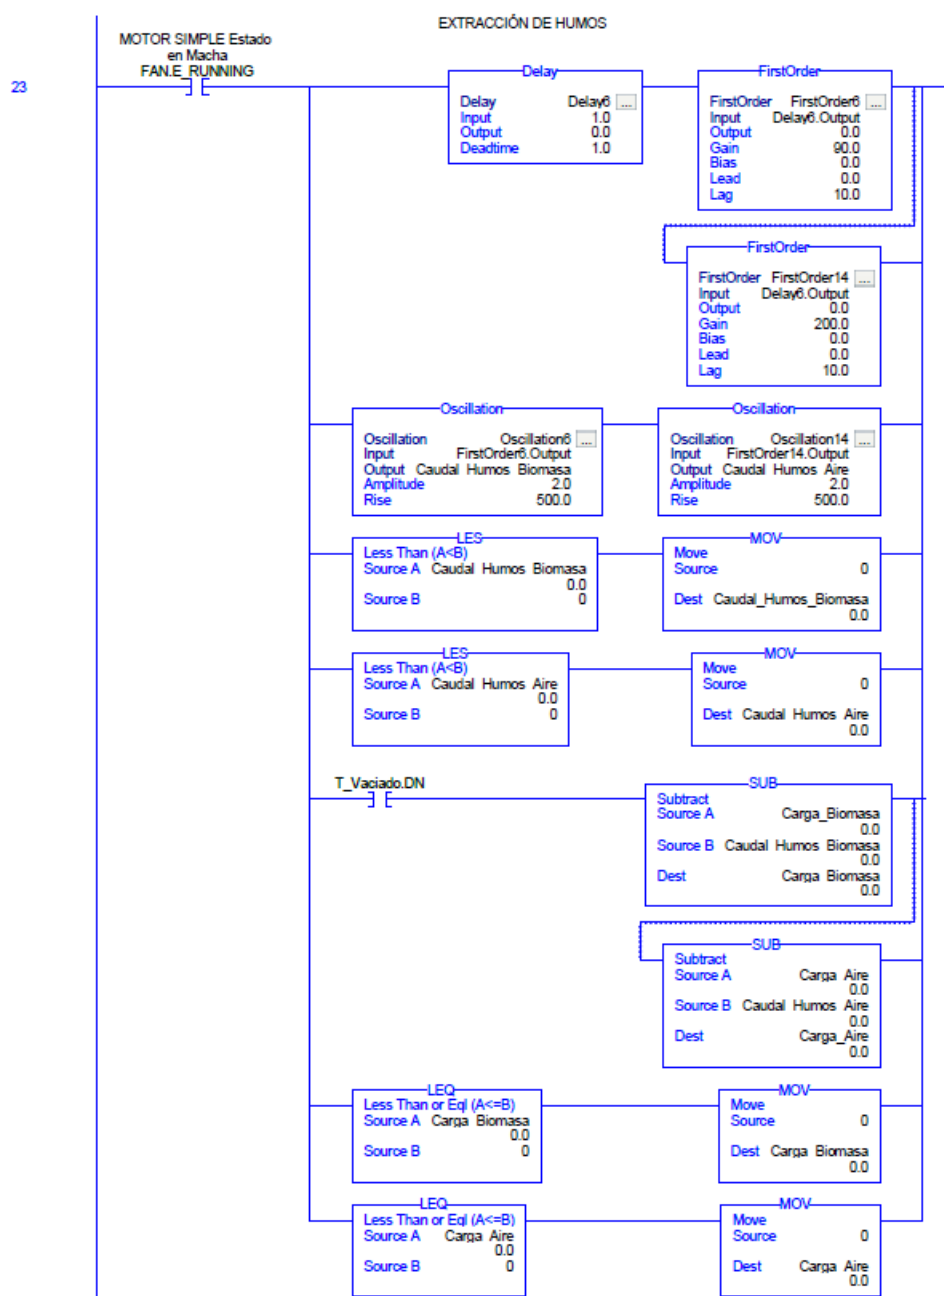 EXTRACCIÓN DE HUMOS
MOTOR SIMPLE Estado
en Macha
FAN.E_RUNNING
23
Delay
Delay Delay6 ...
Input 1.0
Output 0.0
Deadtime 1.0
FirstOrder
FirstOrder FirstOrder6 ...
Input Delay6.Output
Output 0.0
Gain 90.0
Bias 0.0
Lead 0.0
Lag 10.0
FirstOrder
FirstOrder FirstOrder14 ...
Input Delay6.Output
Output 0.0
Gain 200.0
Bias 0.0
Lead 0.0
Lag 10.0
Oscillation
Oscillation Oscillation6 ...
Input FirstOrder6.Output
Output Caudal Humos Biomasa
Amplitude 2.0
Rise 500.0
Oscillation
Oscillation Oscillation14 ...
Input FirstOrder14.Output
Output Caudal Humos Aire
Amplitude 2.0
Rise 500.0
LES
Less Than (A<B)
Source A Caudal Humos Biomasa
0.0
Source B 0
MOV
Move
Source 0
Dest Caudal_Humos_Biomasa
0.0
LES
Less Than (A<B)
Source A Caudal Humos Aire
0.0
Source B 0
MOV
Move
Source 0
Dest Caudal Humos Aire
0.0
T_Vaciado.DN
SUB
Subtract
Source A Carga_Biomasa
0.0
Source B Caudal Humos Biomasa
0.0
Dest Carga Biomasa
0.0
SUB
Subtract
Source A Carga Aire
0.0
Source B Caudal Humos Aire
0.0
Dest Carga_Aire
0.0
LEQ
Less Than or Eql (A<=B)
Source A Carga Biomasa
0.0
Source B 0
MOV
Move
Source 0
Dest Carga Biomasa
0.0
LEQ
Less Than or Eql (A<=B)
Source A Carga Aire
0.0
Source B 0
MOV
Move
Source 0
Dest Carga Aire
0.0